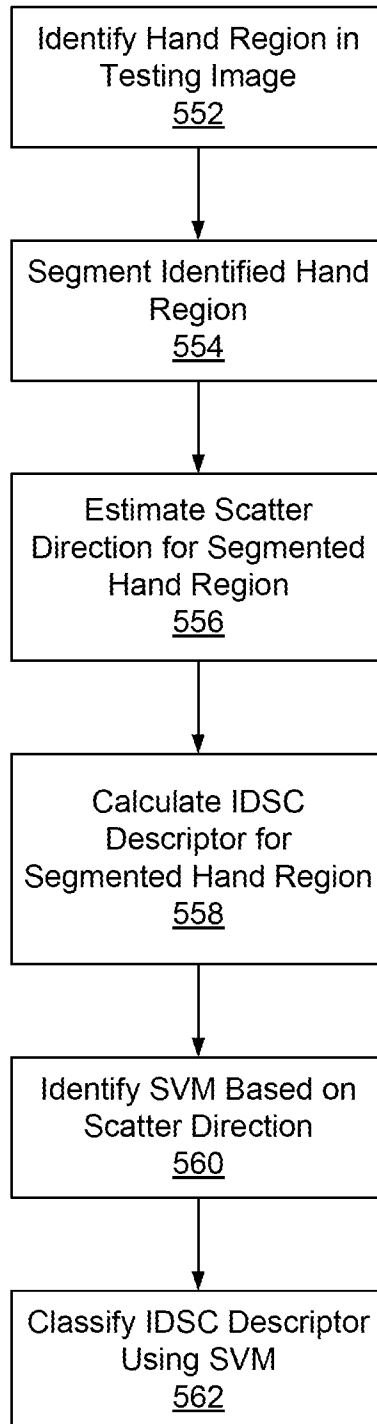 Identify Hand Region in
Testing Image
552
Segment Identified Hand
Region
554
Estimate Scatter
Direction for Segmented
Hand Region
556
Calculate IDSC
Descriptor for
Segmented Hand Region
558
Identify SVM Based on
Scatter Direction
560
Classify IDSC Descriptor
Using SVM
562